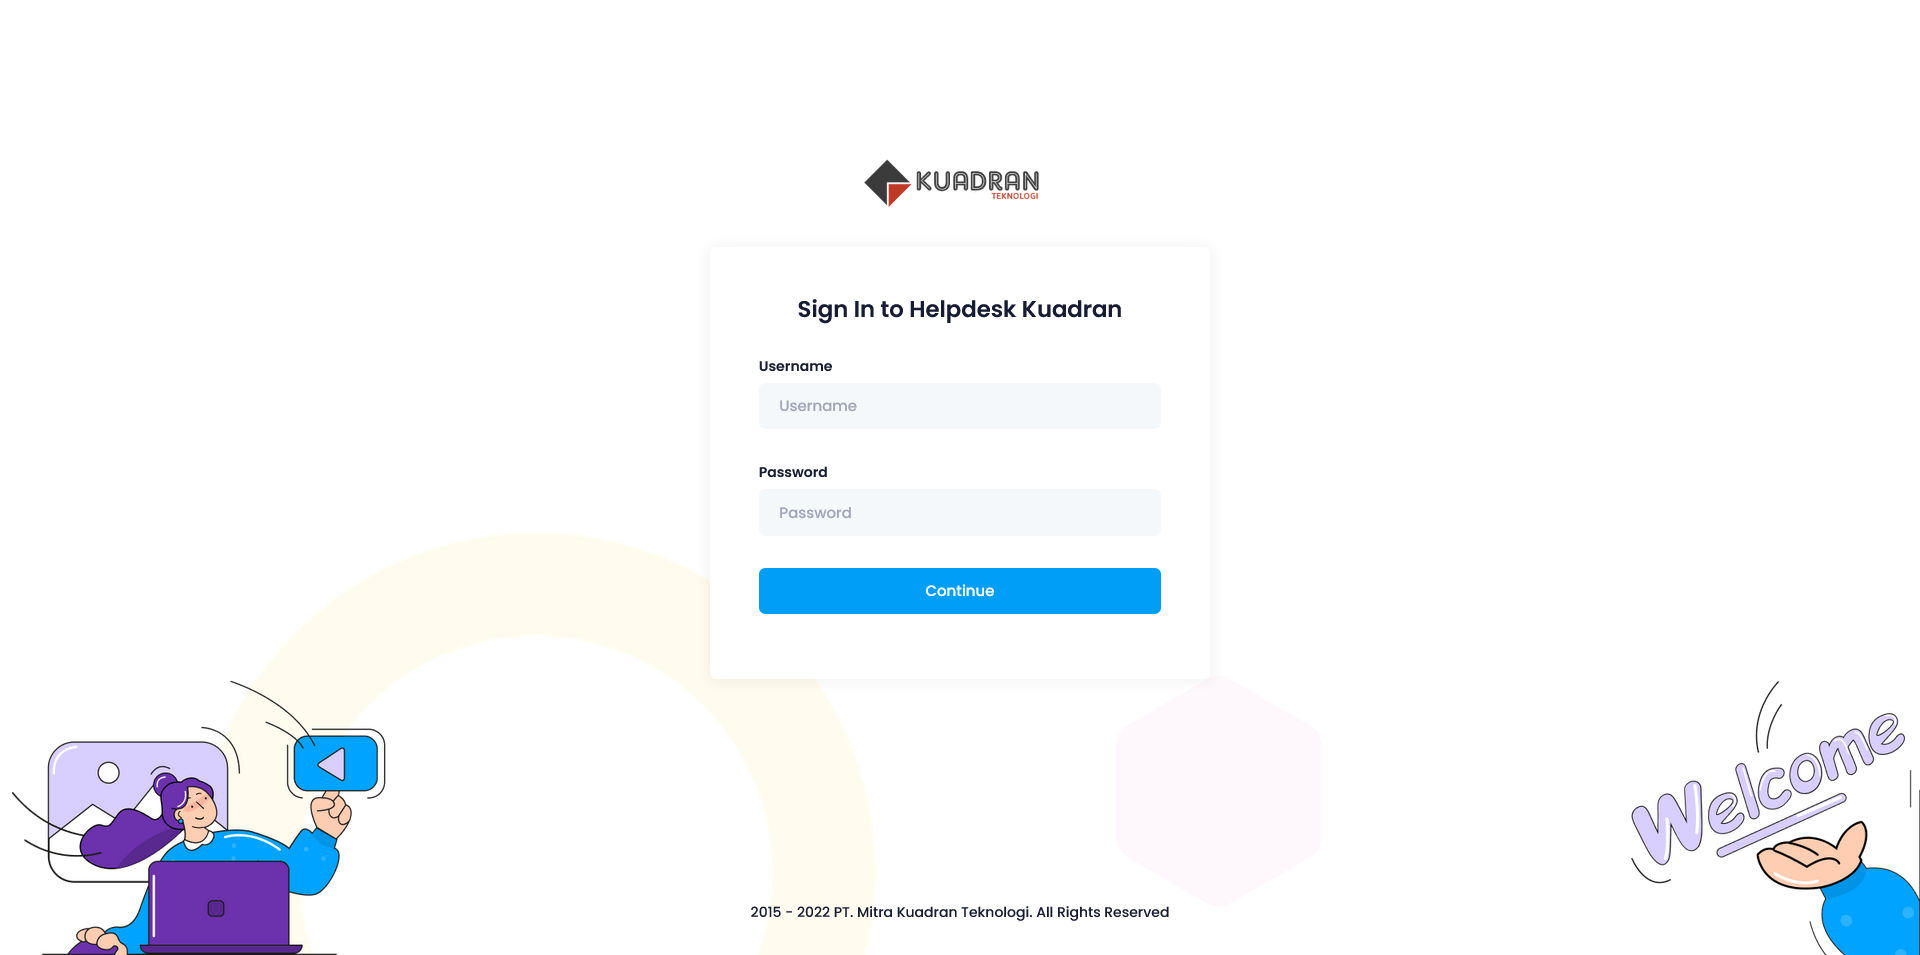 KUADRAN
TEKNOLOGI
Sign In to Helpdesk Kuadran
Username
Username
Password
Password
Continue
Welcome
2015 - 2022 PT. Mitra Kuadran Teknologi. All Rights Reserved